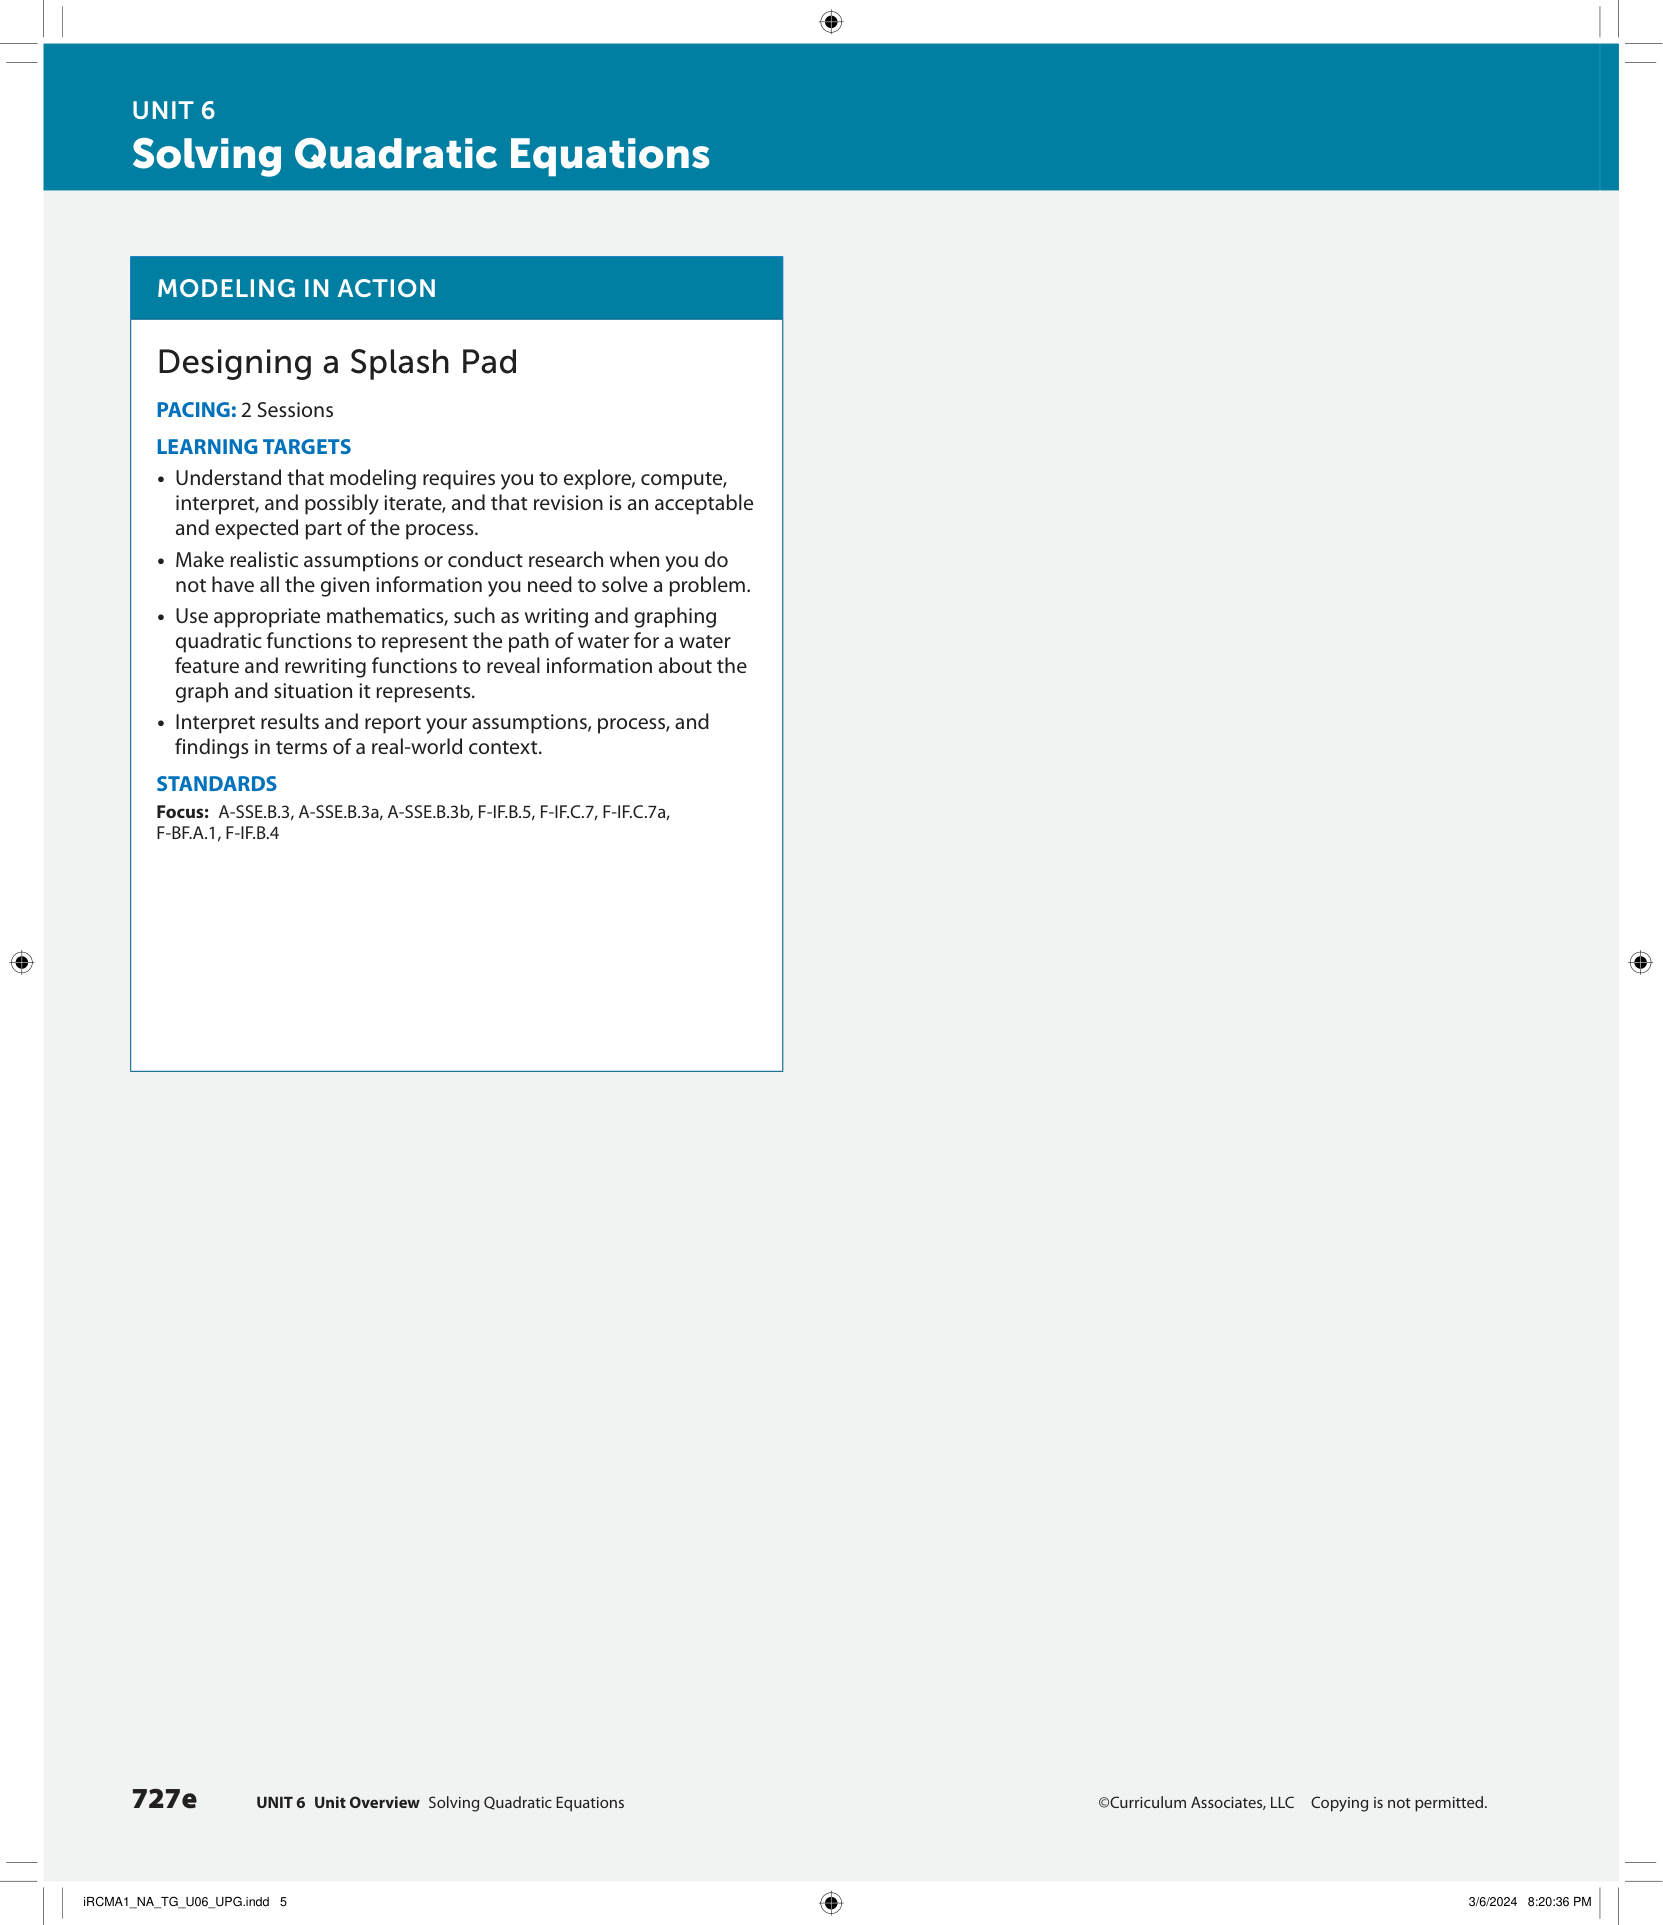 UNIT 6
Solving Quadratic Equations
MODELING IN ACTION
Designing a Splash Pad
PACING: 2 Sessions
LEARNING TARGETS
• Understand that modeling requires you to explore, compute,
interpret, and possibly iterate, and that revision is an acceptable
and expected part of the process.
• Make realistic assumptions or conduct research when you do
not have all the given information you need to solve a problem.
• Use appropriate mathematics, such as writing and graphing
quadratic functions to represent the path of water for a water
feature and rewriting functions to reveal information about the
graph and situation it represents.
• Interpret results and report your assumptions, process, and
findings in terms of a real-world context.
STANDARDS
Focus: A-SSE.B.3, A-SSE.B.3a, A-SSE.B.3b, F-IF.B.5, F-IF.C.7, F-IF.C.7a,
F-BF.A.1, F-IF.B.4
727e UNIT 6 Unit Overview Solving Quadratic Equations ©Curriculum Associates, LLC Copying is not permitted.
iRCMA1_NA_TG_U06_UPG.indd 5 3/6/2024 8:20:36 PM